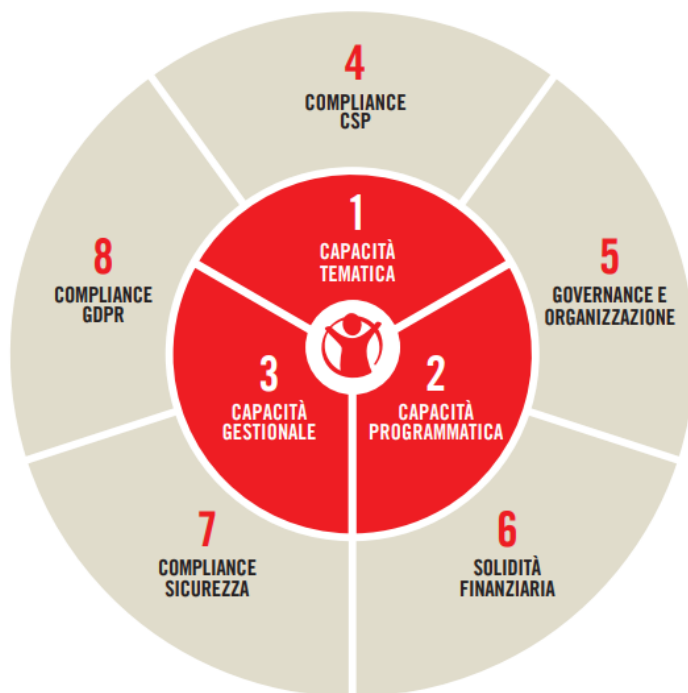 4
COMPLIANCE
CSP
1
CAPACITÀ
TEMATICA
8
COMPLIANCE
GDPR
5
GOVERNANCE E
ORGANIZZAZIONE
3
CAPACITÀ
GESTIONALE
2
CAPACITÀ
PROGRAMMATICA
7
COMPLIANCE
SICUREZZA
6
SOLIDITÀ
FINANZIARIA